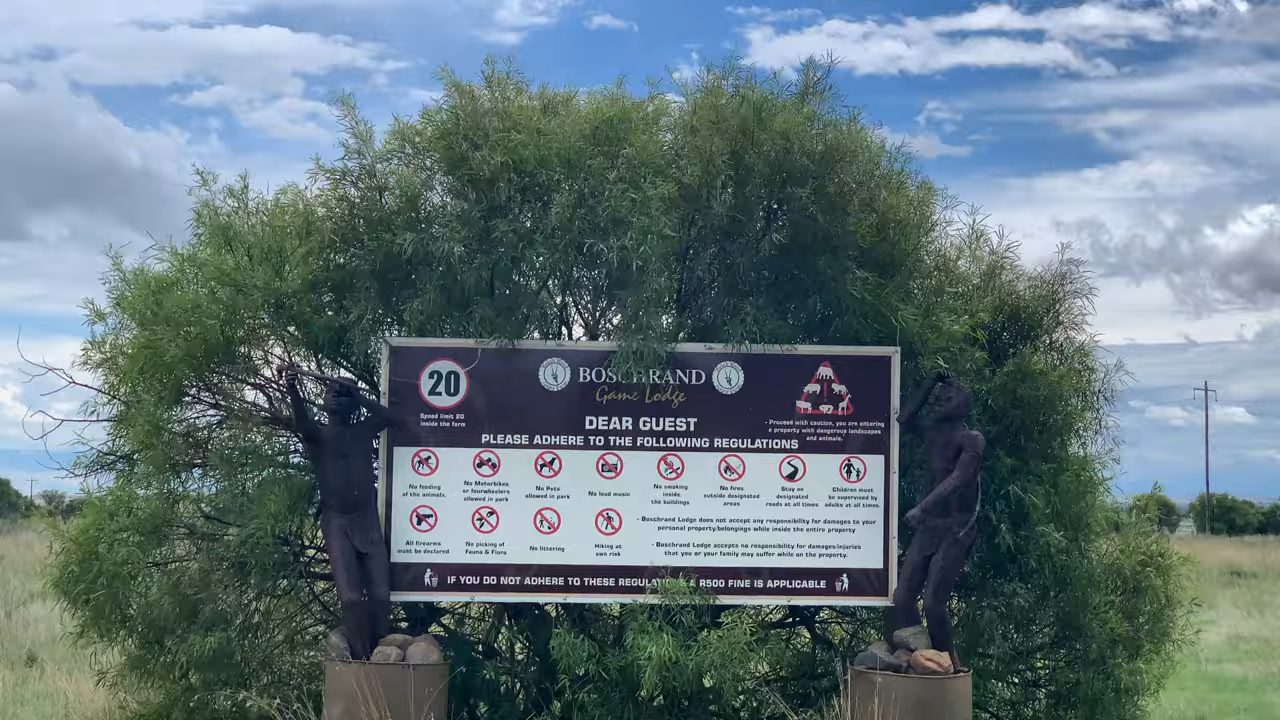 20
Speed limit 20
inside the farm
BOSCHRAND
Game Lodge
- Proceed with caution, you are entering
a property with dangerous landscapes
and animals.
DEAR GUEST
PLEASE ADHERE TO THE FOLLOWING REGULATIONS
No feeding
of the animals.
No Motorbikes
or fourwheelers
allowed in park
No Pets
allowed in park
No loud music
No smoking
inside
the buildings
No fires
outside designated
areas
Stay on
designated
roads at all times
Children must
be supervised by
adults at all times.
All firearms
must be declared
No picking of
Fauna & Flora
No littering
Hiking at
own risk
- Boschrand Lodge does not accept any responsibility for damages to your
personal property/belongings while inside the entire property
- Boschrand Lodge accepts no responsibility for damages/injuries
that you or your family may suffer while on the property.
IF YOU DO NOT ADHERE TO THESE REGULATIONS A R500 FINE IS APPLICABLE